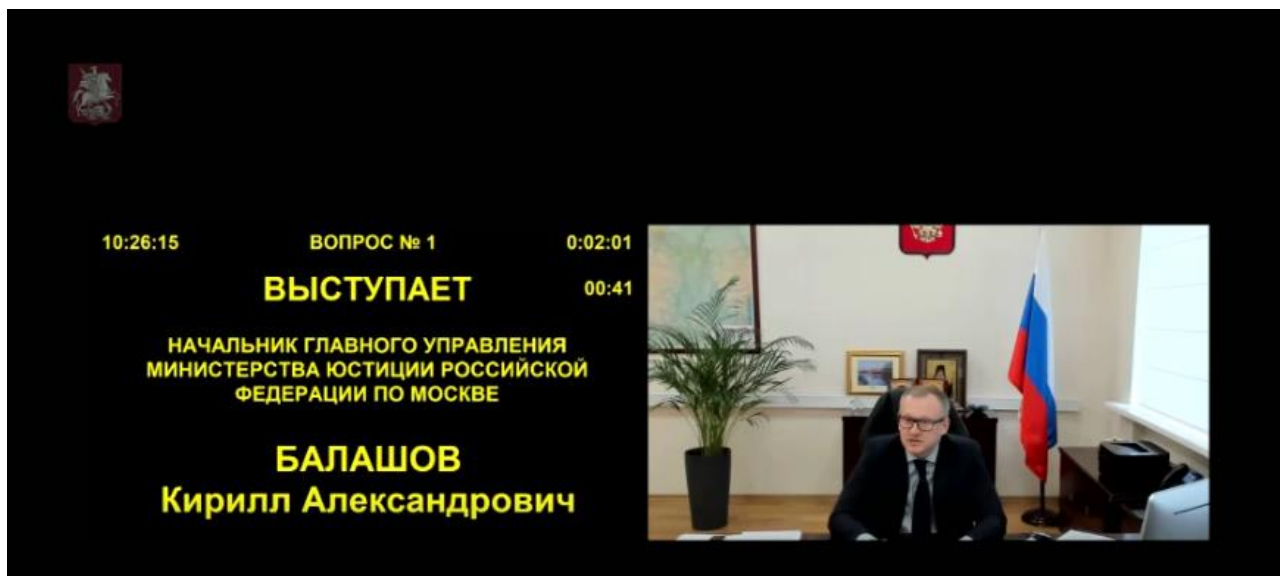 10:26:15 ВОПРОС № 1 0:02:01
ВЫСТУПАЕТ 00:41
НАЧАЛЬНИК ГЛАВНОГО УПРАВЛЕНИЯ
МИНИСТЕРСТВА ЮСТИЦИИ РОССИЙСКОЙ
ФЕДЕРАЦИИ ПО МОСКВЕ
БАЛАШОВ
Кирилл Александрович